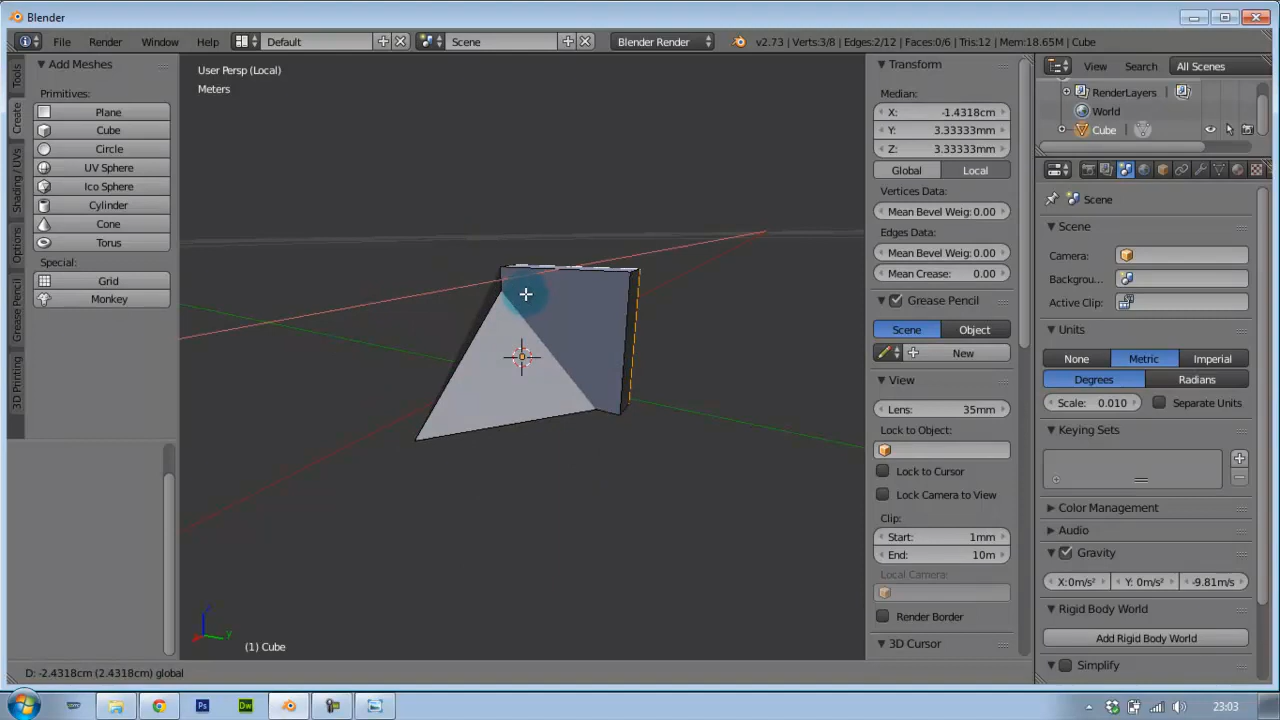 Blender
File Render Window Help Default Scene Blender Render v2.73 | Verts:3/8 | Edges:2/12 | Faces:0/6 | Tris:12 | Mem:18.65M | Cube
Tools
Create
Shading / UVs
Options
Grease Pencil
3D Printing
Add Meshes
Primitives:
Plane
Cube
Circle
UV Sphere
Ico Sphere
Cylinder
Cone
Torus
Special:
Grid
Monkey
User Persp (Local)
Meters
y
(1) Cube
D: -2.4318cm (2.4318cm) global
Transform
Median:
X: -1.4318cm
Y: 3.33333mm
Z: 3.33333mm
Global Local
Vertices Data:
Mean Bevel Weig: 0.00
Edges Data:
Mean Bevel Weig: 0.00
Mean Crease: 0.00
Grease Pencil
Scene Object
New
View
Lens: 35mm
Lock to Object:
Lock to Cursor
Lock Camera to View
Clip:
Start: 1mm
End: 10m
Local Camera:
Render Border
3D Cursor
View Search All Scenes
RenderLayers
World
Cube
Scene
Scene
Camera:
Backgrou...
Active Clip:
Units
None Metric Imperial
Degrees Radians
Scale: 0.010 Separate Units
Keying Sets
Color Management
Audio
Gravity
X:0m/s² Y: 0m/s² -9.81m/s
Rigid Body World
Add Rigid Body World
Simplify
Ps Dw 23:03